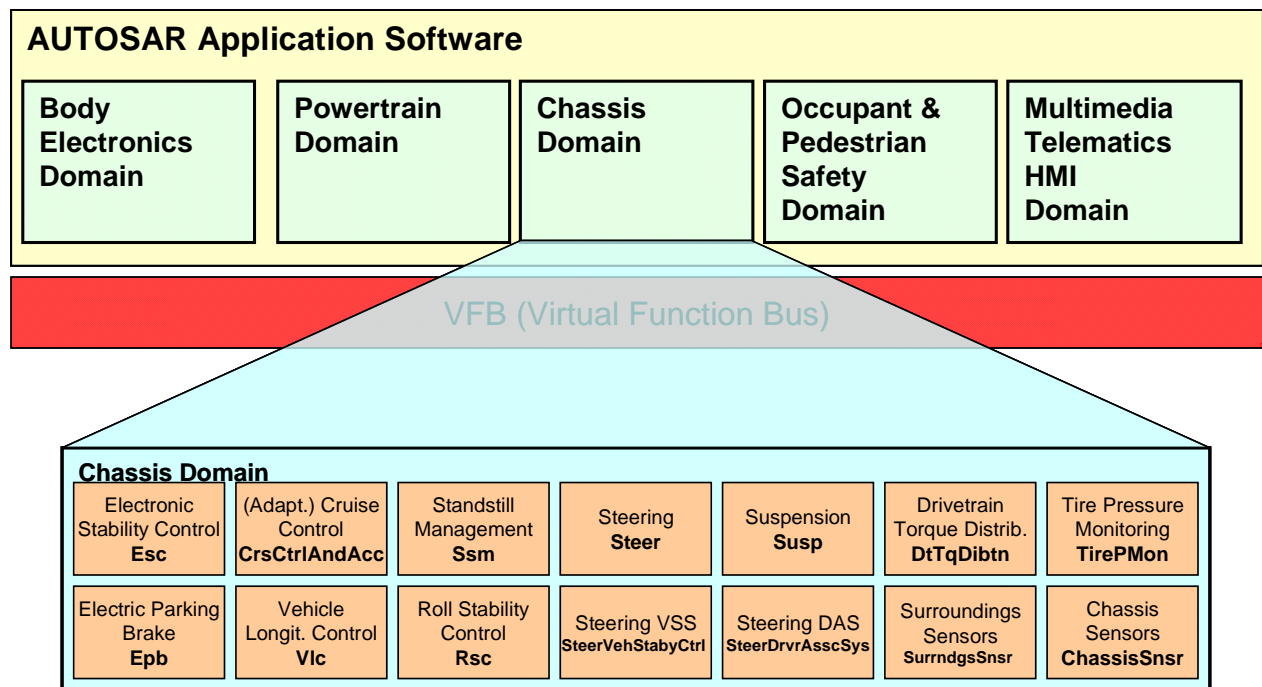 AUTOSAR Application Software
Body
Electronics
Domain
Powertrain
Domain
Chassis
Domain
Occupant &
Pedestrian
Safety
Domain
Multimedia
Telematics
HMI
Domain
VFB (Virtual Function Bus)
Chassis Domain
Electronic
Stability Control
Esc
(Adapt.) Cruise
Control
CrsCtrlAndAcc
Standstill
Management
Ssm
Steering
Steer
Suspension
Susp
Drivetrain
Torque Distrib.
DtTqDibtn
Tire Pressure
Monitoring
TirePMon
Electric Parking
Brake
Epb
Vehicle
Longit. Control
Vlc
Roll Stability
Control
Rsc
Steering VSS
SteerVehStabyCtrl
Steering DAS
SteerDrvrAsscSys
Surroundings
Sensors
SurrndgsSnsr
Chassis
Sensors
ChassisSnsr